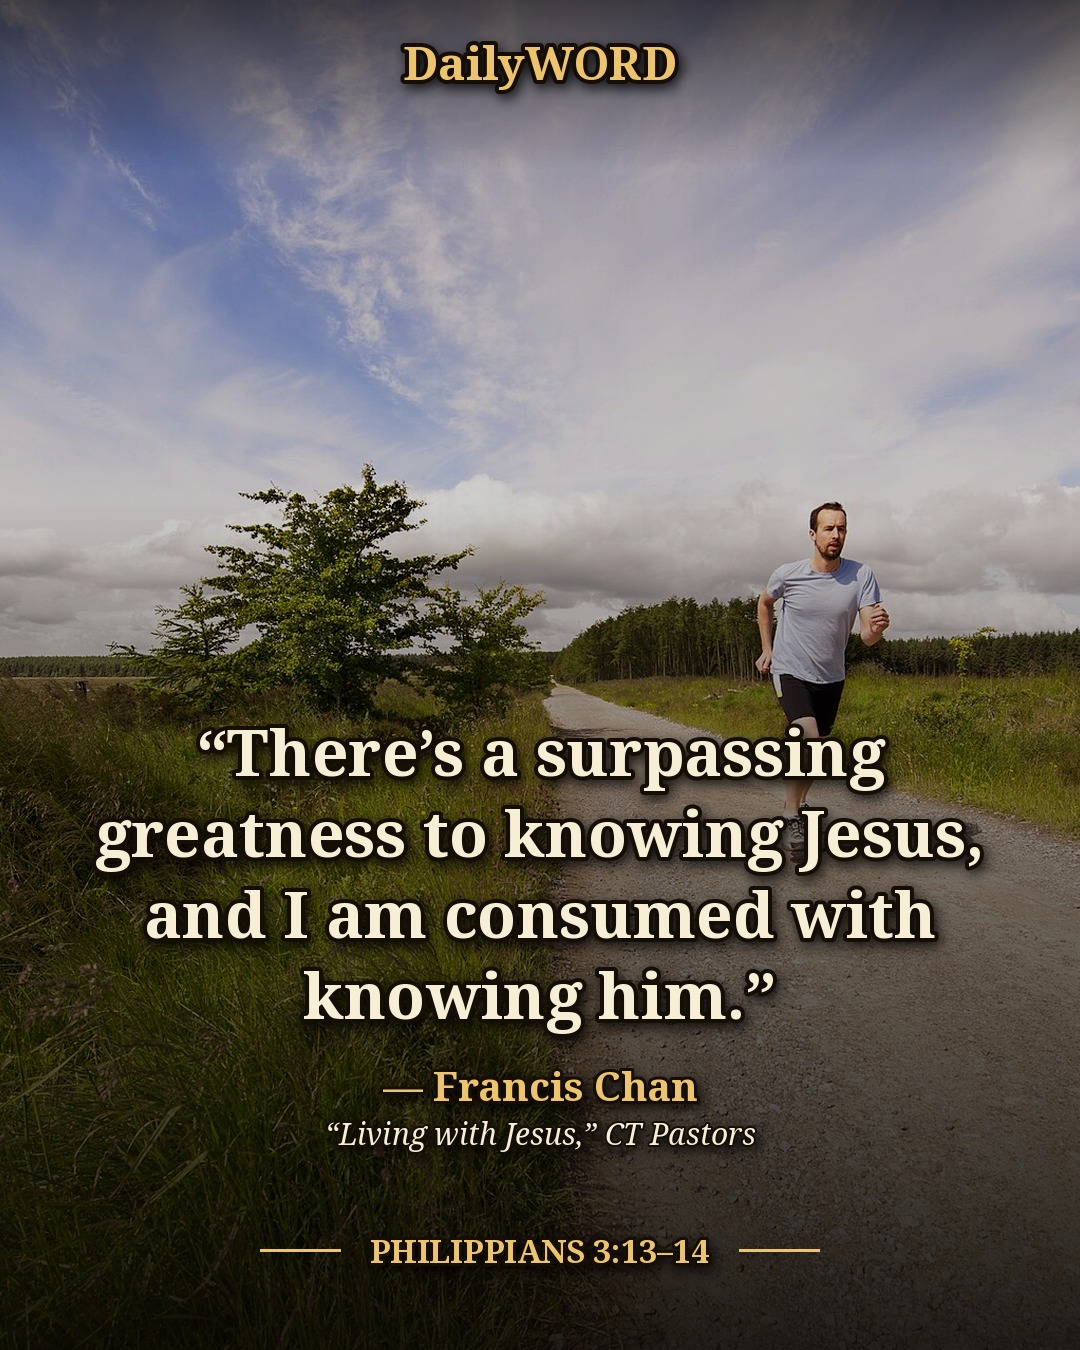 DailyWORD
“There’s a surpassing
greatness to knowing Jesus,
and I am consumed with
knowing him.”
— Francis Chan
“Living with Jesus,” CT Pastors
PHILIPPIANS 3:13–14